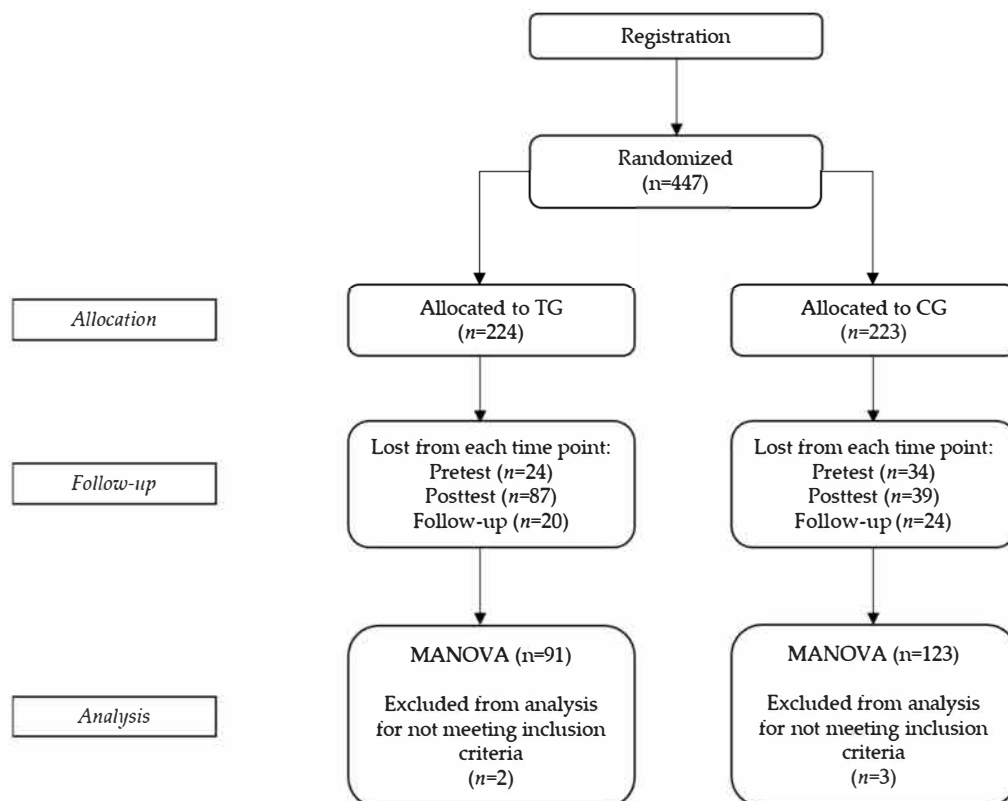 Registration
Randomized
(n=447)
Allocation
Allocated to TG
(n=224)
Allocated to CG
(n=223)
Follow-up
Lost from each time point:
Pretest (n=24)
Posttest (n=87)
Follow-up (n=20)
Lost from each time point:
Pretest (n=34)
Posttest (n=39)
Follow-up (n=24)
Analysis
MANOVA (n=91)
Excluded from analysis
for not meeting inclusion
criteria
(n=2)
MANOVA (n=123)
Excluded from analysis
for not meeting inclusion
criteria
(n=3)